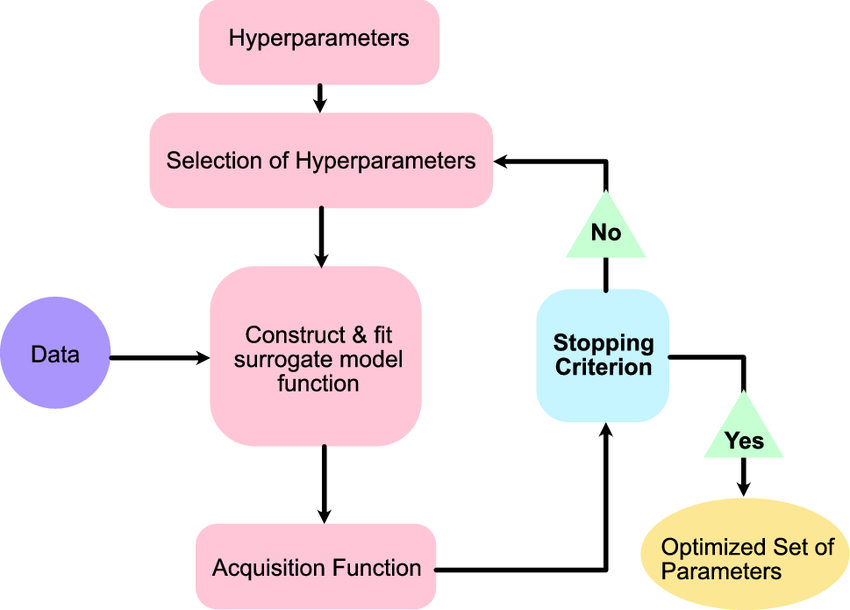 Hyperparameters
Selection of Hyperparameters
No
Data
Construct & fit
surrogate model
function
Stopping
Criterion
Yes
Acquisition Function
Optimized Set of
Parameters